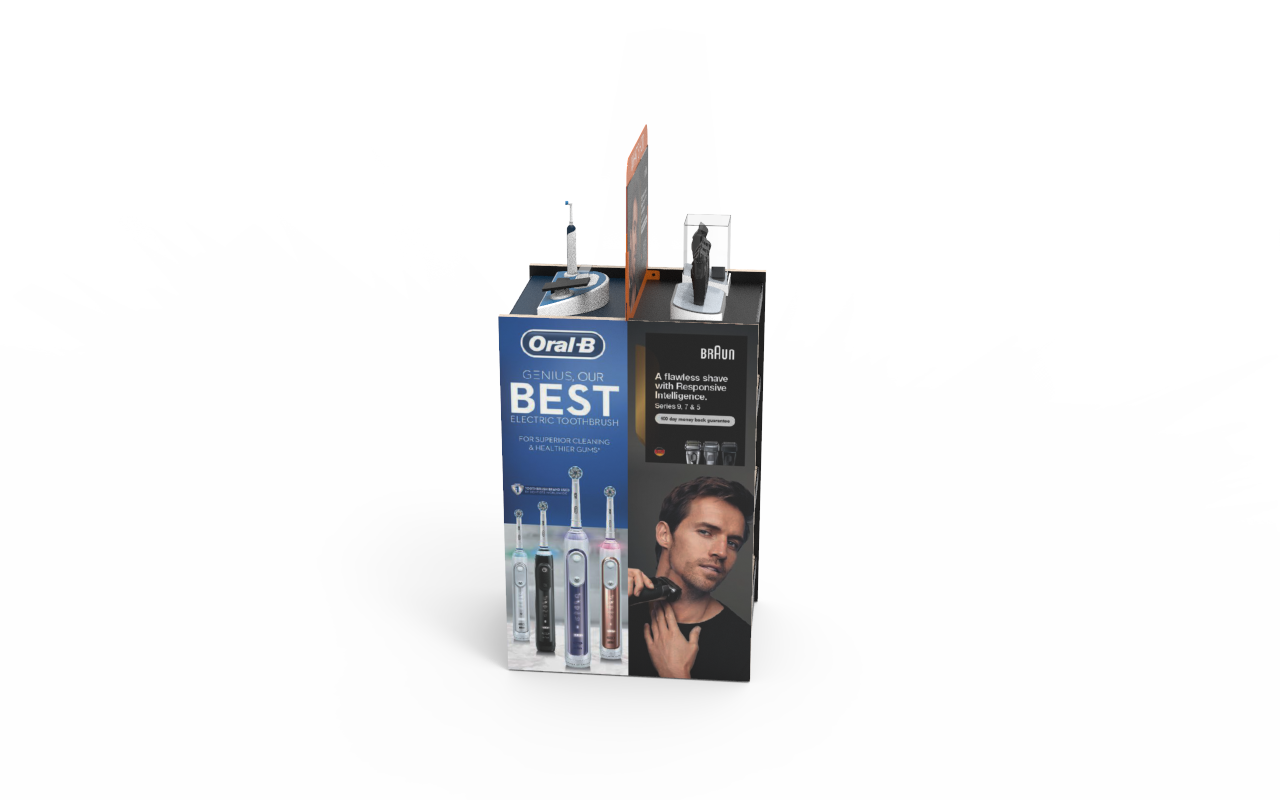 Oral-B
GENIUS, OUR
BEST
ELECTRIC TOOTHBRUSH
FOR SUPERIOR CLEANING
& HEALTHIER GUMS*
BRAUN
A flawless shave
with Responsive
Intelligence.
Series 9, 7 & 5
100 day money back guarantee